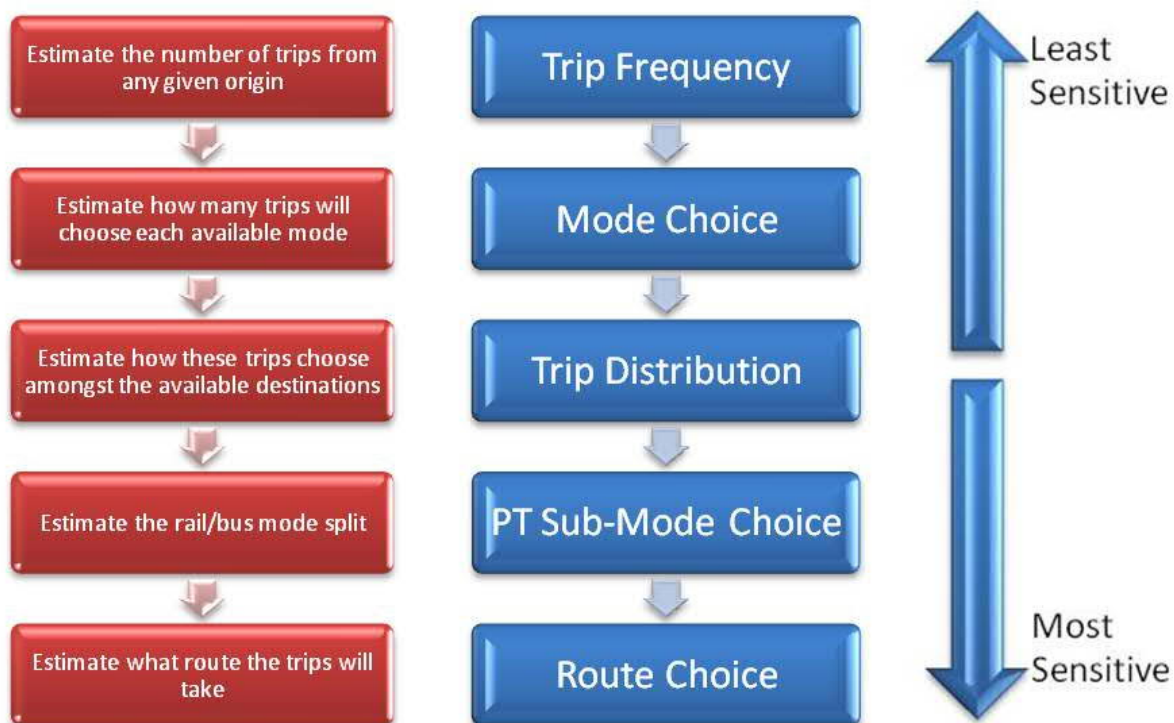 Estimate the number of trips from
any given origin
Trip Frequency
Least
Sensitive
Estimate how many trips will
choose each available mode
Mode Choice
Estimate how these trips choose
amongst the available destinations
Trip Distribution
Estimate the rail/bus mode split
PT Sub-Mode Choice
Estimate what route the trips will
take
Route Choice
Most
Sensitive